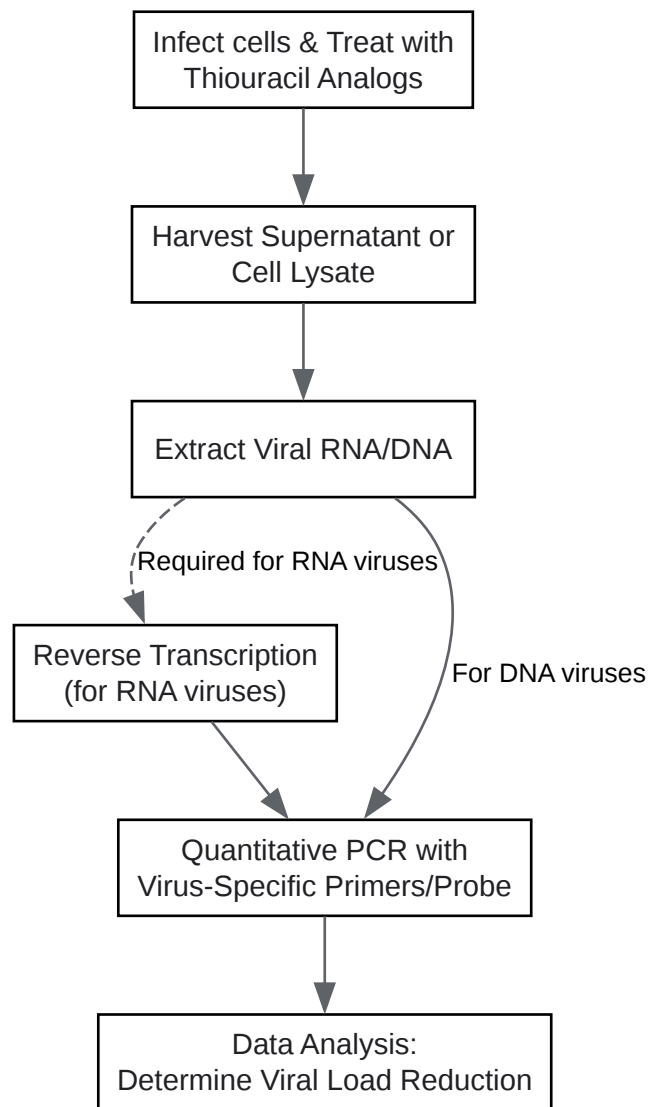 Infect cells & Treat with
Thiouracil Analogs
Harvest Supernatant or
Cell Lysate
Extract Viral RNA/DNA
Required for RNA viruses
Reverse Transcription
(for RNA viruses)
For DNA viruses
Quantitative PCR with
Virus-Specific Primers/Probe
Data Analysis:
Determine Viral Load Reduction